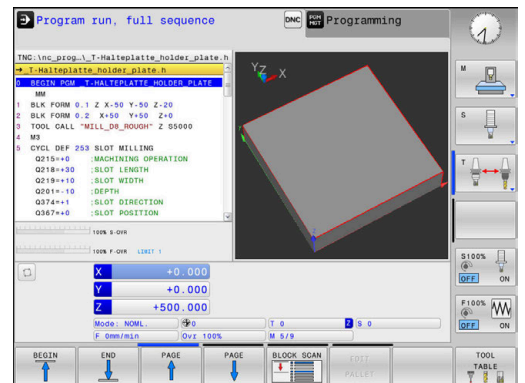 Program run, full sequence
DNC
PGM MGT
Programming
TNC:\nc_prog…\_T-Halteplatte_holder_plate.h
→_T-Halteplatte_holder_plate.h
0 BEGIN PGM _T-HALTEPLATTE_HOLDER_PLATE
MM
1 BLK FORM 0.1 Z X-50 Y-50 Z-20
2 BLK FORM 0.2 X+50 Y+50 Z+0
3 TOOL CALL "MILL_D8_ROUGH" Z S5000
4 M3
5 CYCL DEF 253 SLOT MILLING
Q215=+0 ;MACHINING OPERATION
Q218=+30 ;SLOT LENGTH
Q219=+10 ;SLOT WIDTH
Q201=-10 ;DEPTH
Q374=+1 ;SLOT DIRECTION
Q367=+0 ;SLOT POSITION
100% S-OVR
100% F-OVR LIMIT 1
Y Z X
Z
X +0.000
Y +0.000
Z +500.000
Mode: NOML. 0 T 0 Z S 0
F 0mm/min Ovr 100% M 5/9
M
S
T
S100%
OFF ON
F100%
OFF ON
BEGIN
END
PAGE
PAGE
BLOCK SCAN
EDIT PALLET
TOOL TABLE